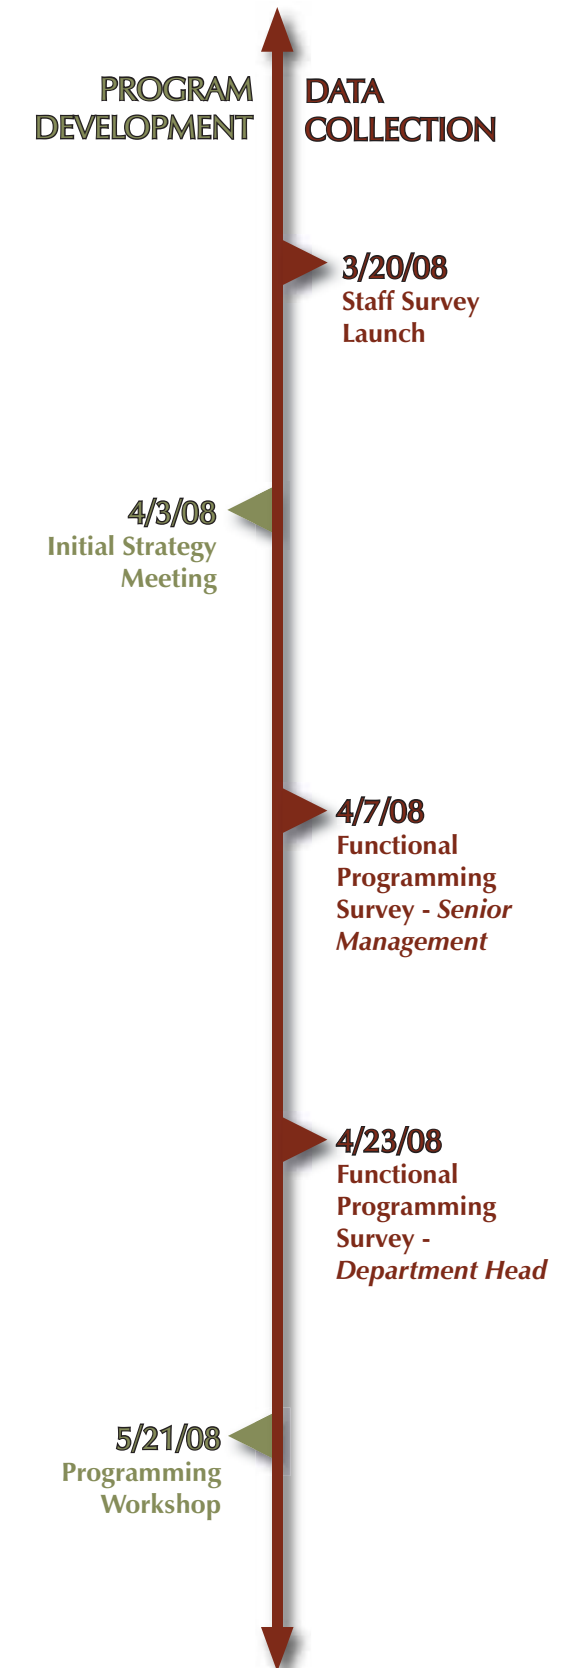 PROGRAM
DEVELOPMENT
DATA
COLLECTION
3/20/08
Staff Survey
Launch
4/3/08
Initial Strategy
Meeting
4/7/08
Functional
Programming
Survey - Senior
Management
4/23/08
Functional
Programming
Survey -
Department Head
5/21/08
Programming
Workshop